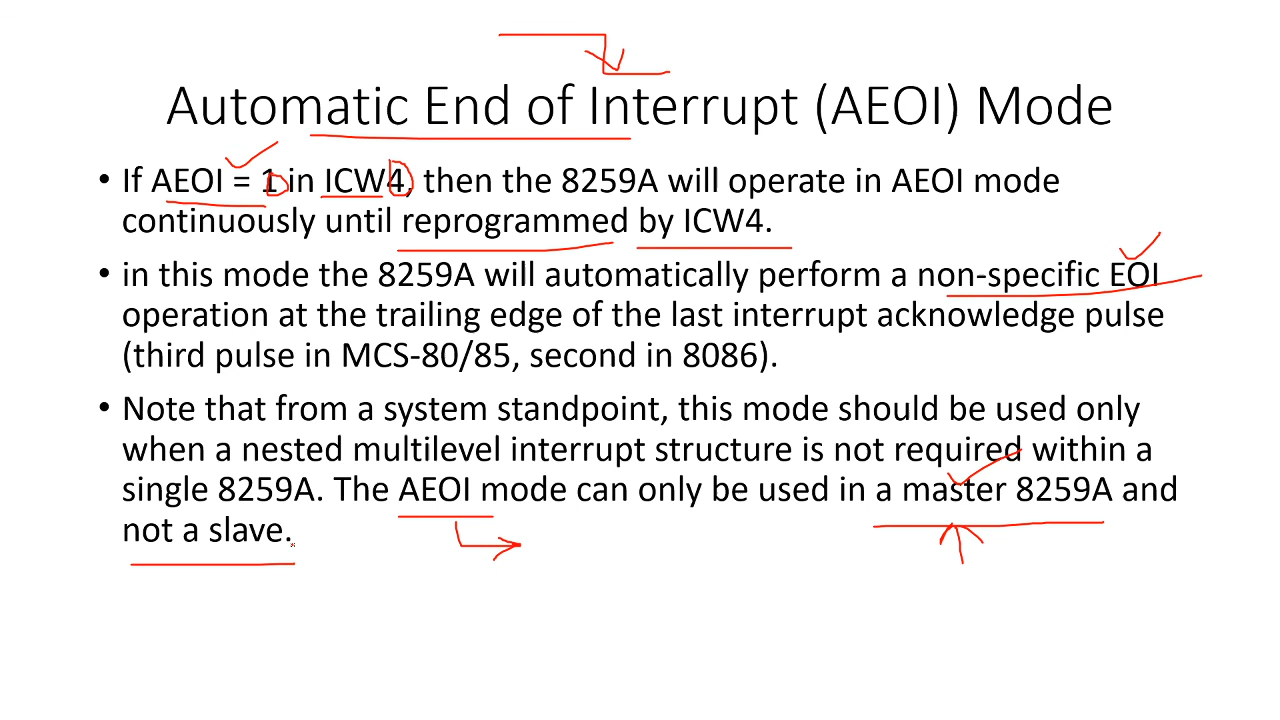 Automatic End of Interrupt (AEOI) Mode
• If AEOI = 1 in ICW4, then the 8259A will operate in AEOI mode
continuously until reprogrammed by ICW4.
• in this mode the 8259A will automatically perform a non-specific EOI
operation at the trailing edge of the last interrupt acknowledge pulse
(third pulse in MCS-80/85, second in 8086).
• Note that from a system standpoint, this mode should be used only
when a nested multilevel interrupt structure is not required within a
single 8259A. The AEOI mode can only be used in a master 8259A and
not a slave.